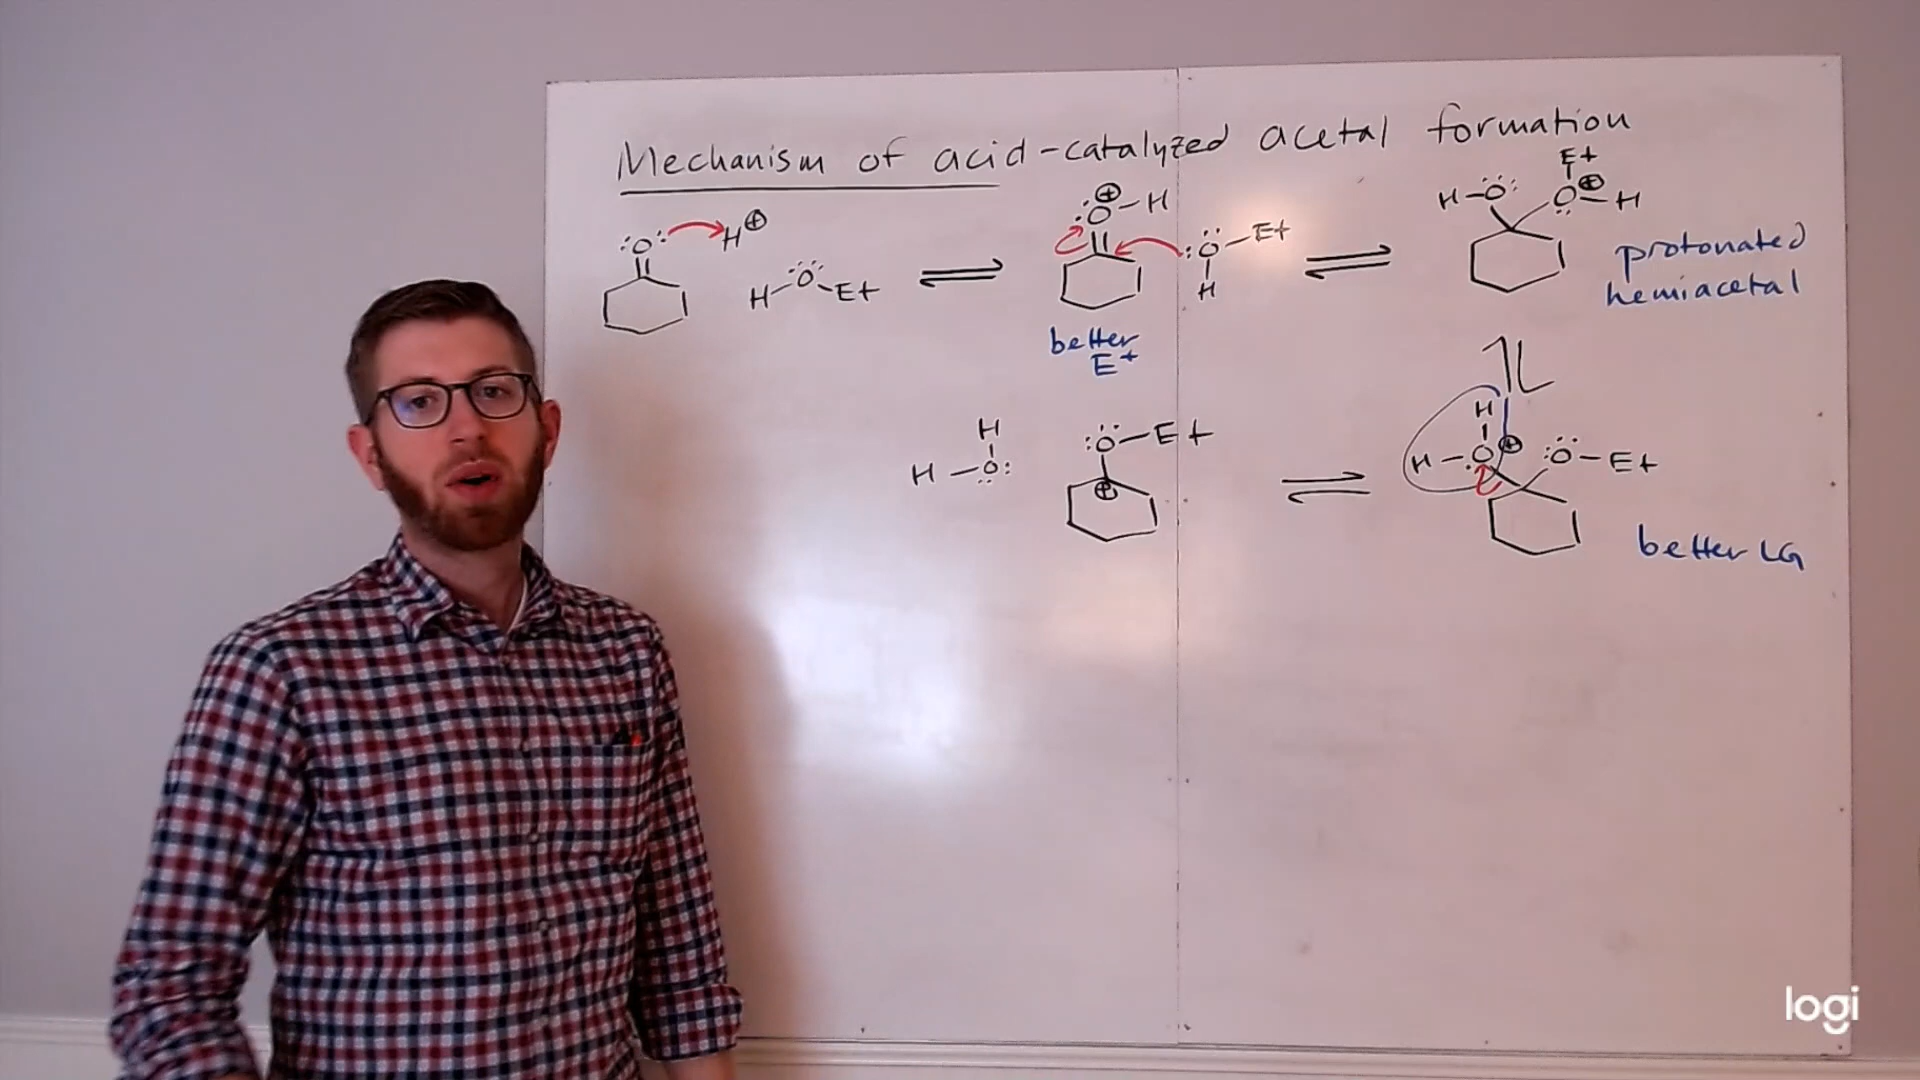 Mechanism of acid-catalyzed acetal formation
:Ö: H⊕
H-Ö-Et
⊕
:O-H
:Ö-Et
H
better
E+
Et
H-Ö: O⊕-H
protonated
hemiacetal
H
H-O:
:Ö-Et
⊕
H
H-O⊕ :Ö-Et
better LG
logi